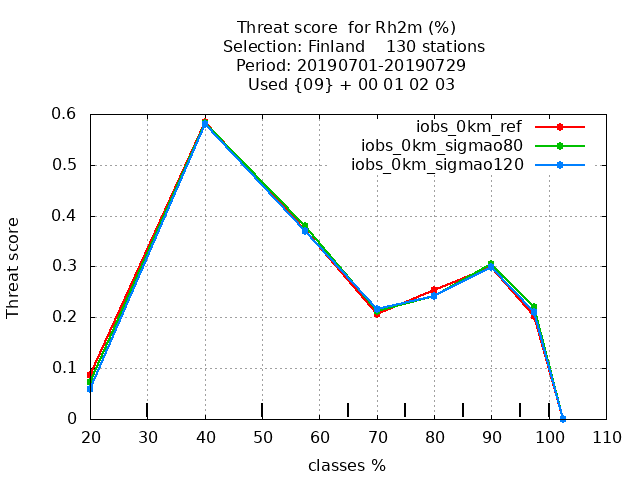 Threat score  for Rh2m (%)
Selection: Finland    130 stations
Period: 20190701-20190729
Used {09} + 00 01 02 03
iobs_0km_ref
iobs_0km_sigmao80
iobs_0km_sigmao120
Threat score
0.6
0.5
0.4
0.3
0.2
0.1
0
20 30 40 50 60 70 80 90 100 110
classes %